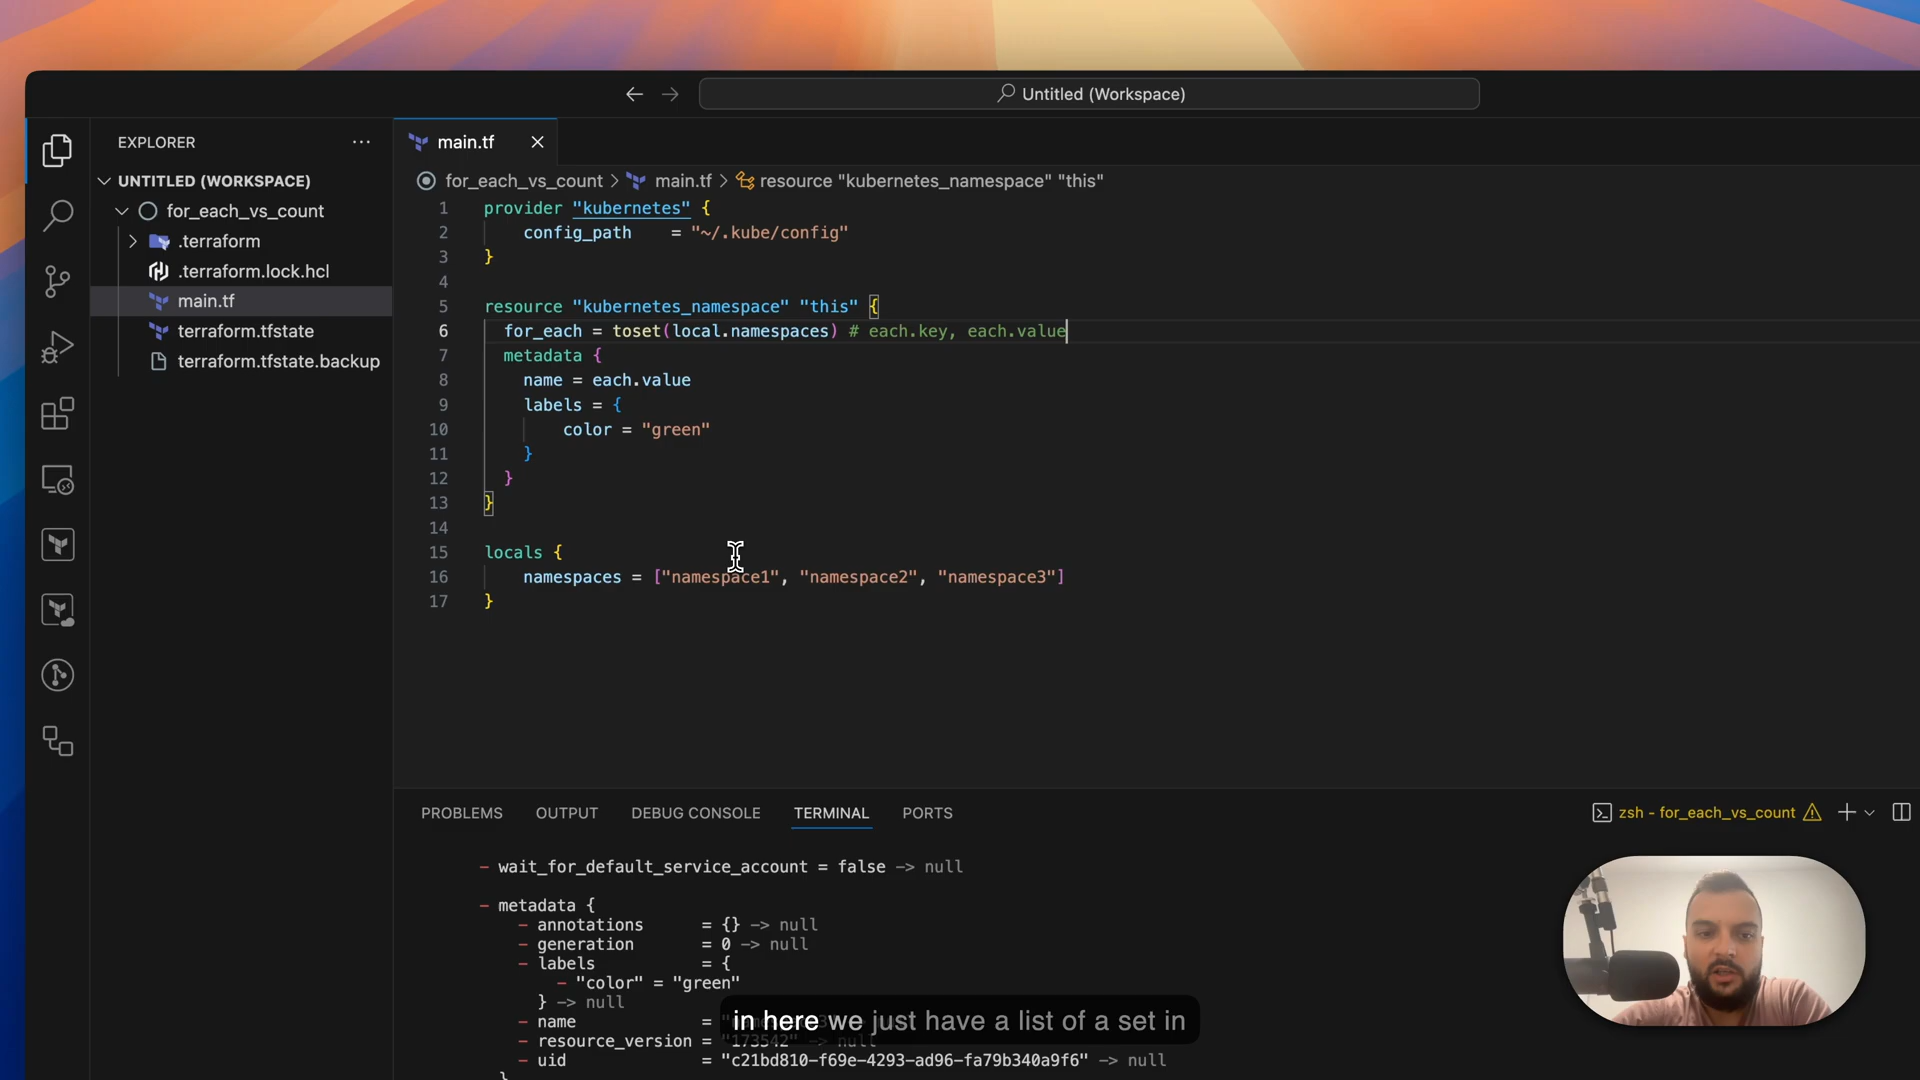 Untitled (Workspace)
EXPLORER
UNTITLED (WORKSPACE)
for_each_vs_count
.terraform
.terraform.lock.hcl
main.tf
terraform.tfstate
terraform.tfstate.backup
main.tf
for_each_vs_count > main.tf > resource "kubernetes_namespace" "this"
1 provider "kubernetes" {
2 config_path = "~/.kube/config"
3 }
4
5 resource "kubernetes_namespace" "this" {
6 for_each = toset(local.namespaces) # each.key, each.value
7 metadata {
8 name = each.value
9 labels = {
10 color = "green"
11 }
12 }
13 }
14
15 locals {
16 namespaces = ["namespace1", "namespace2", "namespace3"]
17 }
PROBLEMS OUTPUT DEBUG CONSOLE TERMINAL PORTS
zsh - for_each_vs_count
- wait_for_default_service_account = false -> null
- metadata {
- annotations = {} -> null
- generation = 0 -> null
- labels = {
- "color" = "green"
} -> null
- name =
in here we just have a list of a set in
- resource_version = "173542" -> null
- uid = "c21bd810-f69e-4293-ad96-fa79b340a9f6" -> null
}